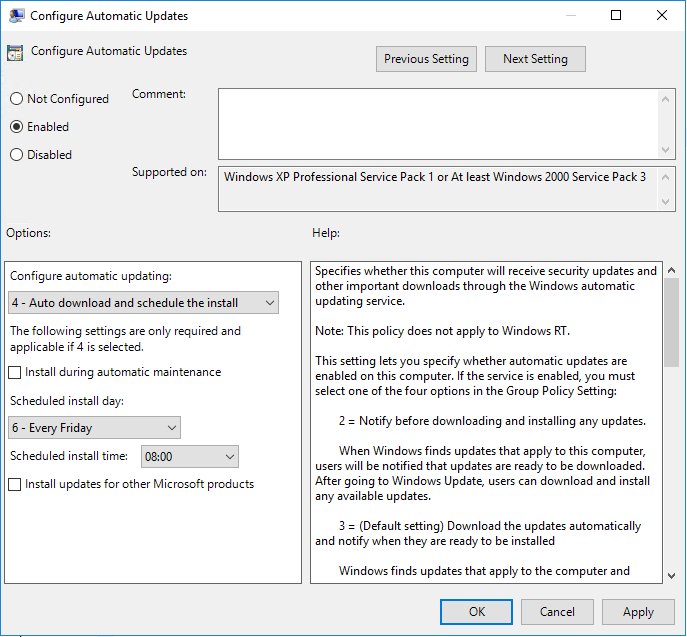 Configure Automatic Updates
Configure Automatic Updates
Previous Setting
Next Setting
Not Configured
Enabled
Disabled
Comment:
Supported on:
Windows XP Professional Service Pack 1 or At least Windows 2000 Service Pack 3
Options:
Help:
Configure automatic updating:
4 - Auto download and schedule the install
The following settings are only required and
applicable if 4 is selected.
Install during automatic maintenance
Scheduled install day:
6 - Every Friday
Scheduled install time:
08:00
Install updates for other Microsoft products
Specifies whether this computer will receive security updates and
other important downloads through the Windows automatic
updating service.
Note: This policy does not apply to Windows RT.
This setting lets you specify whether automatic updates are
enabled on this computer. If the service is enabled, you must
select one of the four options in the Group Policy Setting:
2 = Notify before downloading and installing any updates.
When Windows finds updates that apply to this computer,
users will be notified that updates are ready to be downloaded.
After going to Windows Update, users can download and install
any available updates.
3 = (Default setting) Download the updates automatically
and notify when they are ready to be installed
Windows finds updates that apply to the computer and
OK
Cancel
Apply